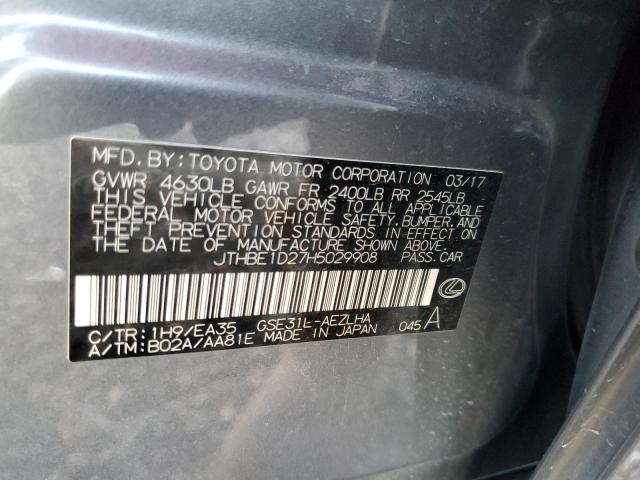 MFD. BY: TOYOTA MOTOR CORPORATION 03/17
GVWR 4630LB GAWR FR 2400LB RR 2545LB
THIS VEHICLE CONFORMS TO ALL APPLICABLE
FEDERAL MOTOR VEHICLE SAFETY, BUMPER, AND
THEFT PREVENTION STANDARDS IN EFFECT ON
THE DATE OF MANUFACTURE SHOWN ABOVE.
JTHBE1D27H5029908 PASS. CAR
C/TR: 1H9/EA35 GSE31L-AEZLHA 045 A
A/TM: B02A/AA81E MADE IN JAPAN